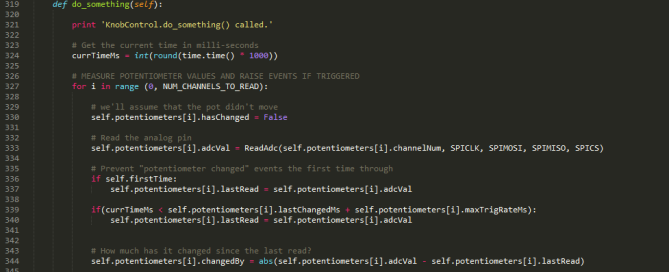 319 def do_something(self):
320
321 print 'KnobControl.do_something() called.'
322
323 # Get the current time in milli-seconds
324 currTimeMs = int(round(time.time() * 1000))
325
326 # MEASURE POTENTIOMETER VALUES AND RAISE EVENTS IF TRIGGERED
327 for i in range (0, NUM_CHANNELS_TO_READ):
328
329 # we'll assume that the pot didn't move
330 self.potentiometers[i].hasChanged = False
331
332 # Read the analog pin
333 self.potentiometers[i].adcVal = ReadAdc(self.potentiometers[i].channelNum, SPICLK, SPIMOSI, SPIMISO, SPICS)
334
335 # Prevent "potentiometer changed" events the first time through
336 if self.firstTime:
337 self.potentiometers[i].lastRead = self.potentiometers[i].adcVal
338
339 if(currTimeMs < self.potentiometers[i].lastChangedMs + self.potentiometers[i].maxTrigRateMs):
340 self.potentiometers[i].lastRead = self.potentiometers[i].adcVal
341
342
343 # How much has it changed since the last read?
344 self.potentiometers[i].changedBy = abs(self.potentiometers[i].adcVal - self.potentiometers[i].lastRead)
345